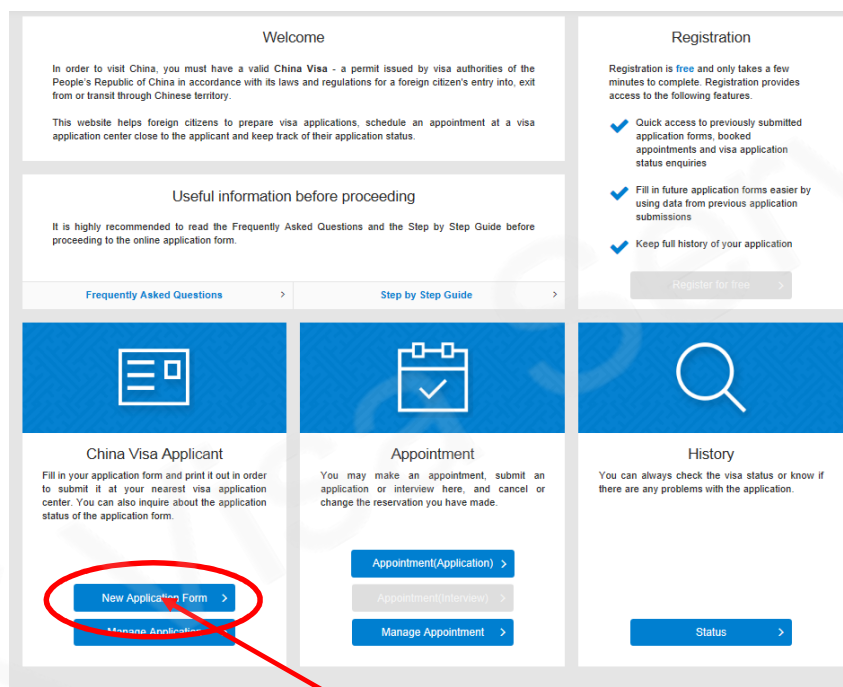 Welcome
In order to visit China, you must have a valid China Visa - a permit issued by visa authorities of the
People's Republic of China in accordance with its laws and regulations for a foreign citizen's entry into, exit
from or transit through Chinese territory.
This website helps foreign citizens to prepare visa applications, schedule an appointment at a visa
application center close to the applicant and keep track of their application status.
Useful information before proceeding
It is highly recommended to read the Frequently Asked Questions and the Step by Step Guide before
proceeding to the online application form.
Frequently Asked Questions >
Step by Step Guide >
Registration
Registration is free and only takes a few
minutes to complete. Registration provides
access to the following features.
Quick access to previously submitted
application forms, booked
appointments and visa application
status enquiries
Fill in future application forms easier by
using data from previous application
submissions
Keep full history of your application
Register for free >
China Visa Applicant
Fill in your application form and print it out in order
to submit it at your nearest visa application
center. You can also inquire about the application
status of the application form.
New Application Form >
Manage Application >
Appointment
You may make an appointment, submit an
application or interview here, and cancel or
change the reservation you have made.
Appointment(Application) >
Appointment(Interview) >
Manage Appointment >
History
You can always check the visa status or know if
there are any problems with the application.
Status >
Visa Ser